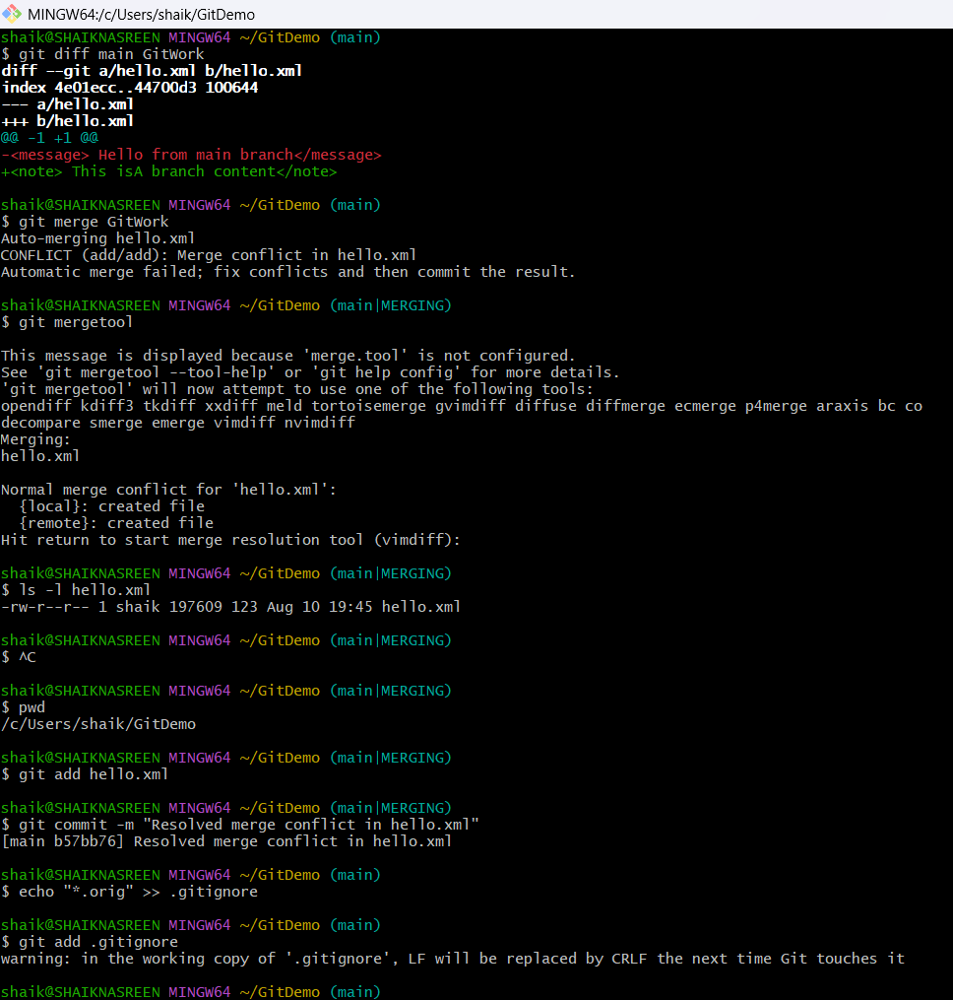 MINGW64:/c/Users/shaik/GitDemo
shaik@SHAIKNASREEN MINGW64 ~/GitDemo (main)
$ git diff main GitWork
diff --git a/hello.xml b/hello.xml
index 4e01ecc..44700d3 100644
--- a/hello.xml
+++ b/hello.xml
@@ -1 +1 @@
-<message> Hello from main branch</message>
+<note> This isA branch content</note>
shaik@SHAIKNASREEN MINGW64 ~/GitDemo (main)
$ git merge GitWork
Auto-merging hello.xml
CONFLICT (add/add): Merge conflict in hello.xml
Automatic merge failed; fix conflicts and then commit the result.
shaik@SHAIKNASREEN MINGW64 ~/GitDemo (main|MERGING)
$ git mergetool
This message is displayed because 'merge.tool' is not configured.
See 'git mergetool --tool-help' or 'git help config' for more details.
'git mergetool' will now attempt to use one of the following tools:
opendiff kdiff3 tkdiff xxdiff meld tortoisemerge gvimdiff diffuse diffmerge ecmerge p4merge araxis bc co
decompare smerge emerge vimdiff nvimdiff
Merging:
hello.xml
Normal merge conflict for 'hello.xml':
  {local}: created file
  {remote}: created file
Hit return to start merge resolution tool (vimdiff):
shaik@SHAIKNASREEN MINGW64 ~/GitDemo (main|MERGING)
$ ls -l hello.xml
-rw-r--r-- 1 shaik 197609 123 Aug 10 19:45 hello.xml
shaik@SHAIKNASREEN MINGW64 ~/GitDemo (main|MERGING)
$ ^C
shaik@SHAIKNASREEN MINGW64 ~/GitDemo (main|MERGING)
$ pwd
/c/Users/shaik/GitDemo
shaik@SHAIKNASREEN MINGW64 ~/GitDemo (main|MERGING)
$ git add hello.xml
shaik@SHAIKNASREEN MINGW64 ~/GitDemo (main|MERGING)
$ git commit -m "Resolved merge conflict in hello.xml"
[main b57bb76] Resolved merge conflict in hello.xml
shaik@SHAIKNASREEN MINGW64 ~/GitDemo (main)
$ echo "*.orig" >> .gitignore
shaik@SHAIKNASREEN MINGW64 ~/GitDemo (main)
$ git add .gitignore
warning: in the working copy of '.gitignore', LF will be replaced by CRLF the next time Git touches it
shaik@SHAIKNASREEN MINGW64 ~/GitDemo (main)